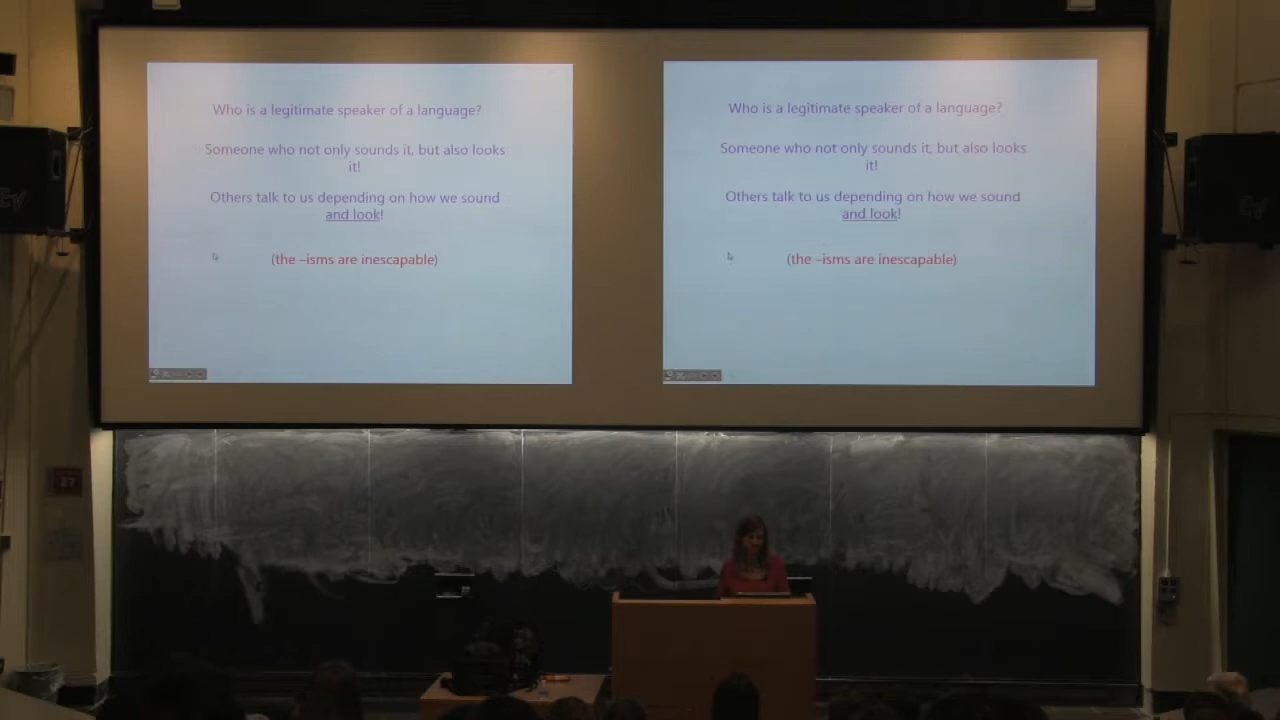 Who is a legitimate speaker of a language?
Someone who not only sounds it, but also looks
it!
Others talk to us depending on how we sound
and look!
(the –isms are inescapable)
Who is a legitimate speaker of a language?
Someone who not only sounds it, but also looks
it!
Others talk to us depending on how we sound
and look!
(the –isms are inescapable)
27
EV
EV